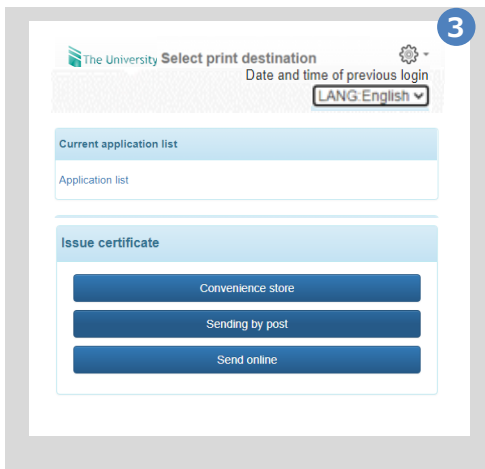 3
The University Select print destination
Date and time of previous login
LANG:English
Current application list
Application list
Issue certificate
Convenience store
Sending by post
Send online